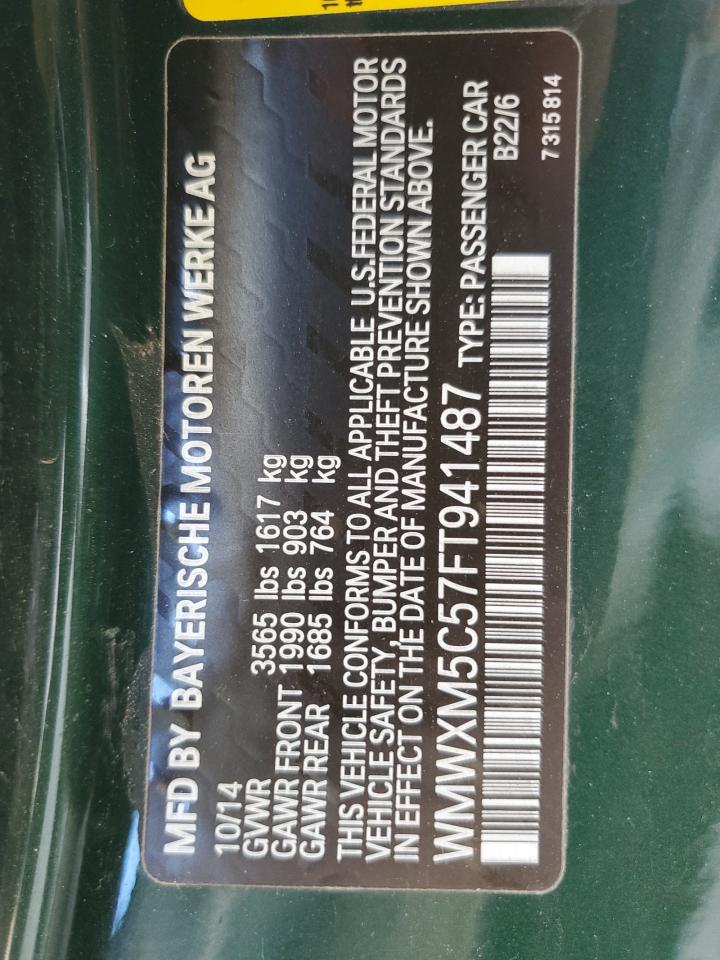 MFD BY BAYERISCHE MOTOREN WERKE AG
10/14
GVWR 3565 lbs 1617 kg
GAWR FRONT 1990 lbs 903 kg
GAWR REAR 1685 lbs 764 kg
THIS VEHICLE CONFORMS TO ALL APPLICABLE U.S.FEDERAL MOTOR
VEHICLE SAFETY, BUMPER AND THEFT PREVENTION STANDARDS
IN EFFECT ON THE DATE OF MANUFACTURE SHOWN ABOVE.
WMWXM5C57FT941487 TYPE: PASSENGER CAR
B22/6
7 315 814